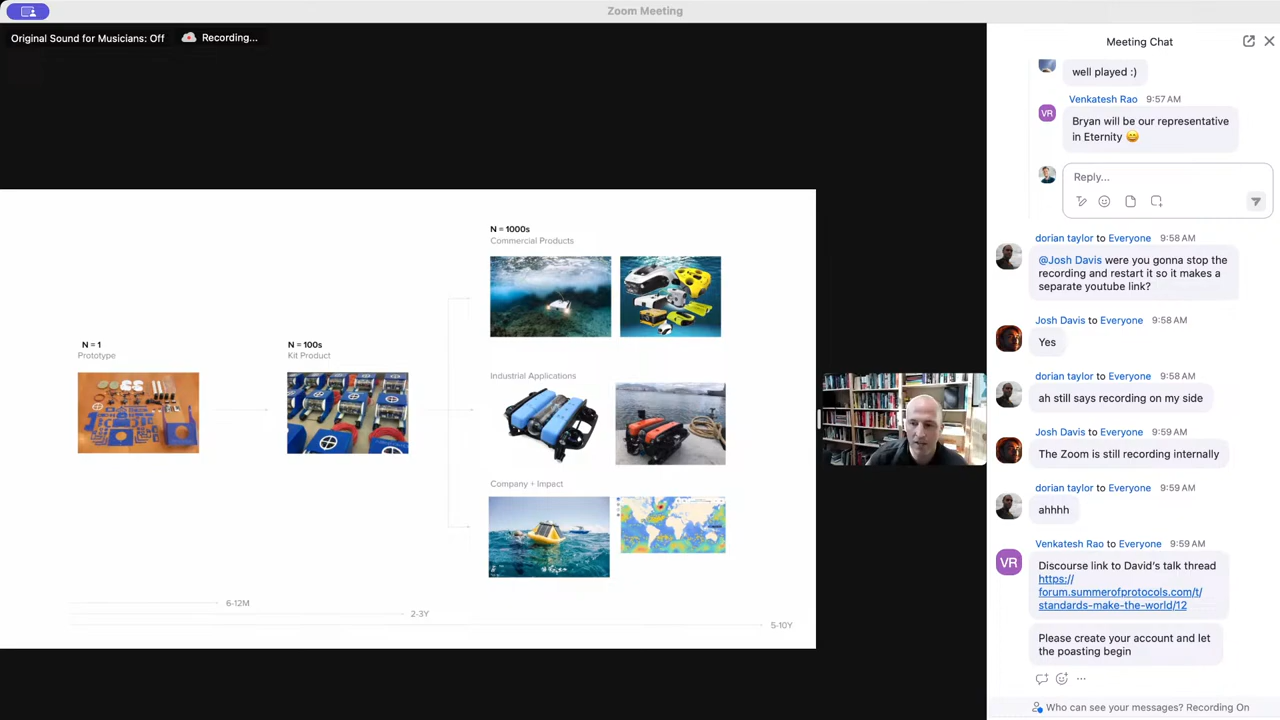 Zoom Meeting
Original Sound for Musicians: Off
Recording...
N = 1
Prototype
N = 100s
Kit Product
N = 1000s
Commercial Products
Industrial Applications
Company + Impact
6-12M
2-3Y
5-10Y
Meeting Chat
well played :)
Venkatesh Rao 9:57 AM
VR
Bryan will be our representative
in Eternity 😀
Reply...
dorian taylor to Everyone 9:58 AM
@Josh Davis were you gonna stop the
recording and restart it so it makes a
separate youtube link?
Josh Davis to Everyone 9:58 AM
Yes
dorian taylor to Everyone 9:58 AM
ah still says recording on my side
Josh Davis to Everyone 9:59 AM
The Zoom is still recording internally
dorian taylor to Everyone 9:59 AM
ahhhh
Venkatesh Rao to Everyone 9:59 AM
VR
Discourse link to David's talk thread
https://
forum.summerofprotocols.com/t/
standards-make-the-world/12
Please create your account and let
the poasting begin
Who can see your messages? Recording On